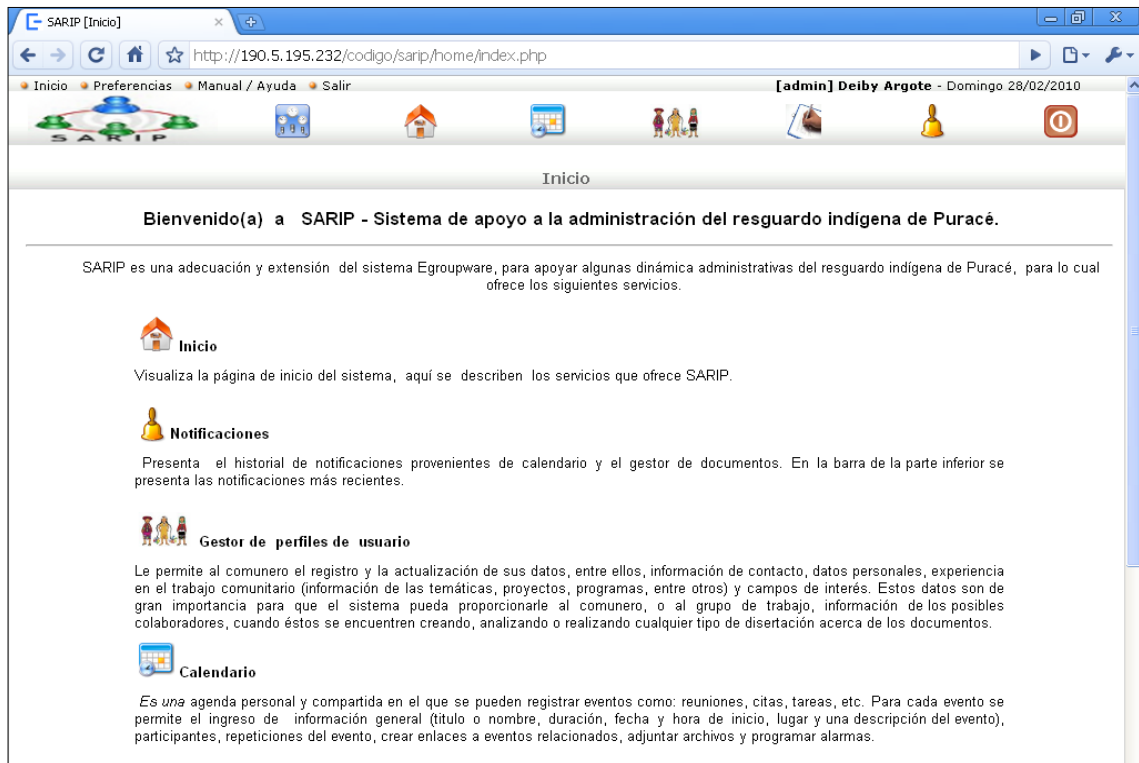 SARIP [Inicio]
http://190.5.195.232/codigo/sarip/home/index.php
Inicio Preferencias Manual / Ayuda Salir [admin] Deiby Argote - Domingo 28/02/2010
SARIP
Inicio
Bienvenido(a) a SARIP - Sistema de apoyo a la administración del resguardo indígena de Puracé.
SARIP es una adecuación y extensión del sistema Egroupware, para apoyar algunas dinámica administrativas del resguardo indígena de Puracé, para lo cual
ofrece los siguientes servicios.
Inicio
Visualiza la página de inicio del sistema, aquí se describen los servicios que ofrece SARIP.
Notificaciones
Presenta el historial de notificaciones provenientes de calendario y el gestor de documentos. En la barra de la parte inferior se
presenta las notificaciones más recientes.
Gestor de perfiles de usuario
Le permite al comunero el registro y la actualización de sus datos, entre ellos, información de contacto, datos personales, experiencia
en el trabajo comunitario (información de las temáticas, proyectos, programas, entre otros) y campos de interés. Estos datos son de
gran importancia para que el sistema pueda proporcionarle al comunero, o al grupo de trabajo, información de los posibles
colaboradores, cuando éstos se encuentren creando, analizando o realizando cualquier tipo de disertación acerca de los documentos.
Calendario
Es una agenda personal y compartida en el que se pueden registrar eventos como: reuniones, citas, tareas, etc. Para cada evento se
permite el ingreso de información general (titulo o nombre, duración, fecha y hora de inicio, lugar y una descripción del evento),
participantes, repeticiones del evento, crear enlaces a eventos relacionados, adjuntar archivos y programar alarmas.